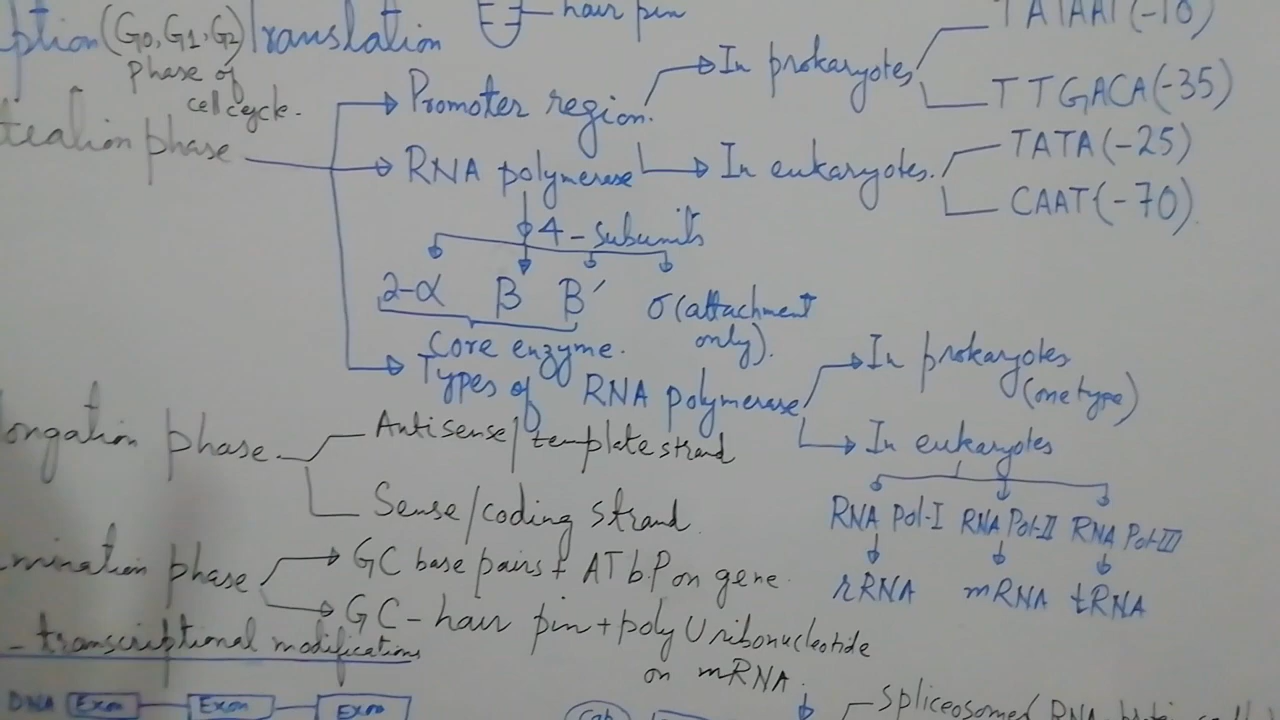 ption(G0,G1,G2) Translation
hair pin
TATAAT(-10)
phase of
cell cycle.
Promoter region.
In prokaryotes
TTGACA(-35)
tiation phase
RNA polymerase
In eukaryotes.
TATA(-25)
CAAT(-70)
4-subunits
2-α B B′ σ(attachment
only).
Core enzyme.
Types of RNA polymerase
In prokaryotes
(one type)
In eukaryotes
RNA Pol-I RNA Pol-II RNA Pol-III
rRNA mRNA tRNA
longation phase.
Antisense/template strand
Sense/coding strand
mination phase
GC base pairs + AT b.P on gene.
GC-hair pin+poly U ribonucleotide
on mRNA.
-transcriptional modifications
DNA Exon Exon Exon
Cap
Spliceosomes/RNA